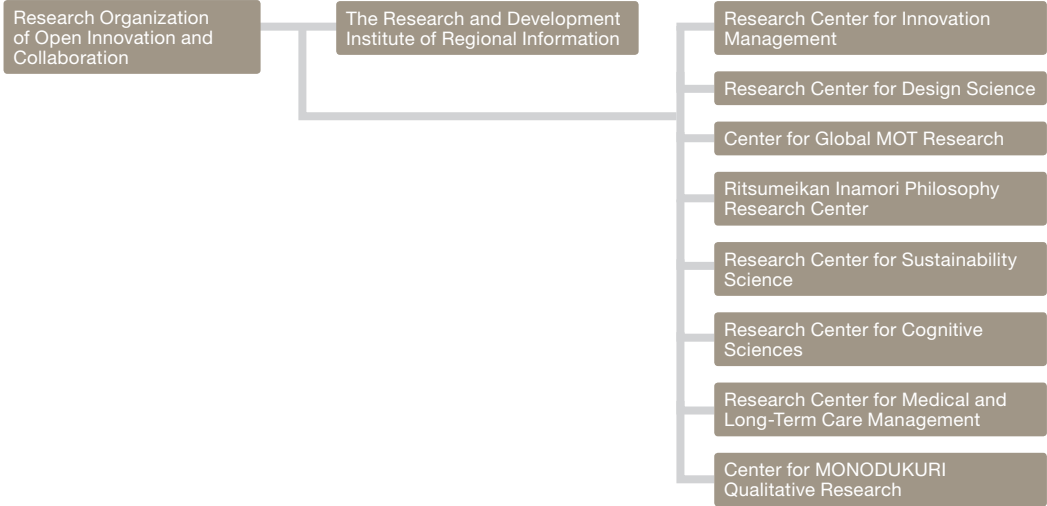 Research Organization
of Open Innovation and
Collaboration
The Research and Development
Institute of Regional Information
Research Center for Innovation
Management
Research Center for Design Science
Center for Global MOT Research
Ritsumeikan Inamori Philosophy
Research Center
Research Center for Sustainability
Science
Research Center for Cognitive
Sciences
Research Center for Medical and
Long-Term Care Management
Center for MONODUKURI
Qualitative Research